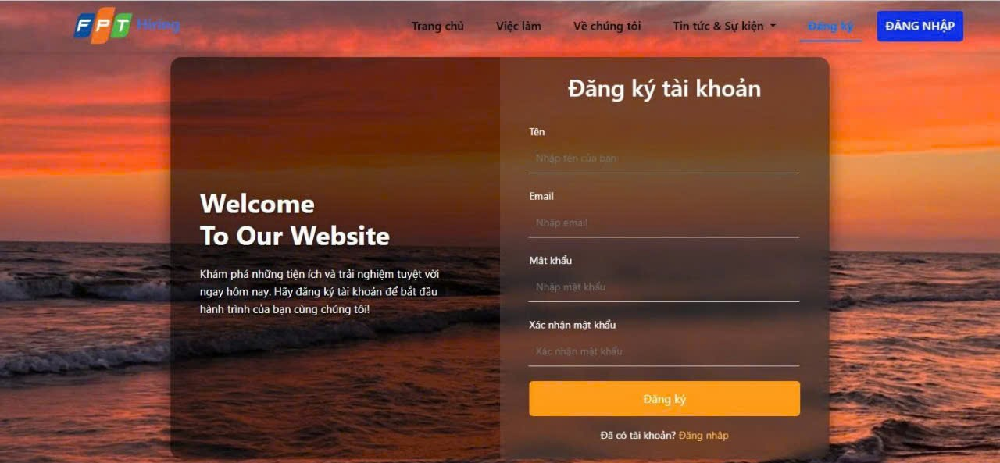 FPT Hiring
Trang chủ
Việc làm
Về chúng tôi
Tin tức & Sự kiện
Đăng ký
ĐĂNG NHẬP
Welcome
To Our Website
Khám phá những tiện ích và trải nghiệm tuyệt vời
ngay hôm nay. Hãy đăng ký tài khoản để bắt đầu
hành trình của bạn cùng chúng tôi!
Đăng ký tài khoản
Tên
Nhập tên của bạn
Email
Nhập email
Mật khẩu
Nhập mật khẩu
Xác nhận mật khẩu
Xác nhận mật khẩu
Đăng ký
Đã có tài khoản? Đăng nhập